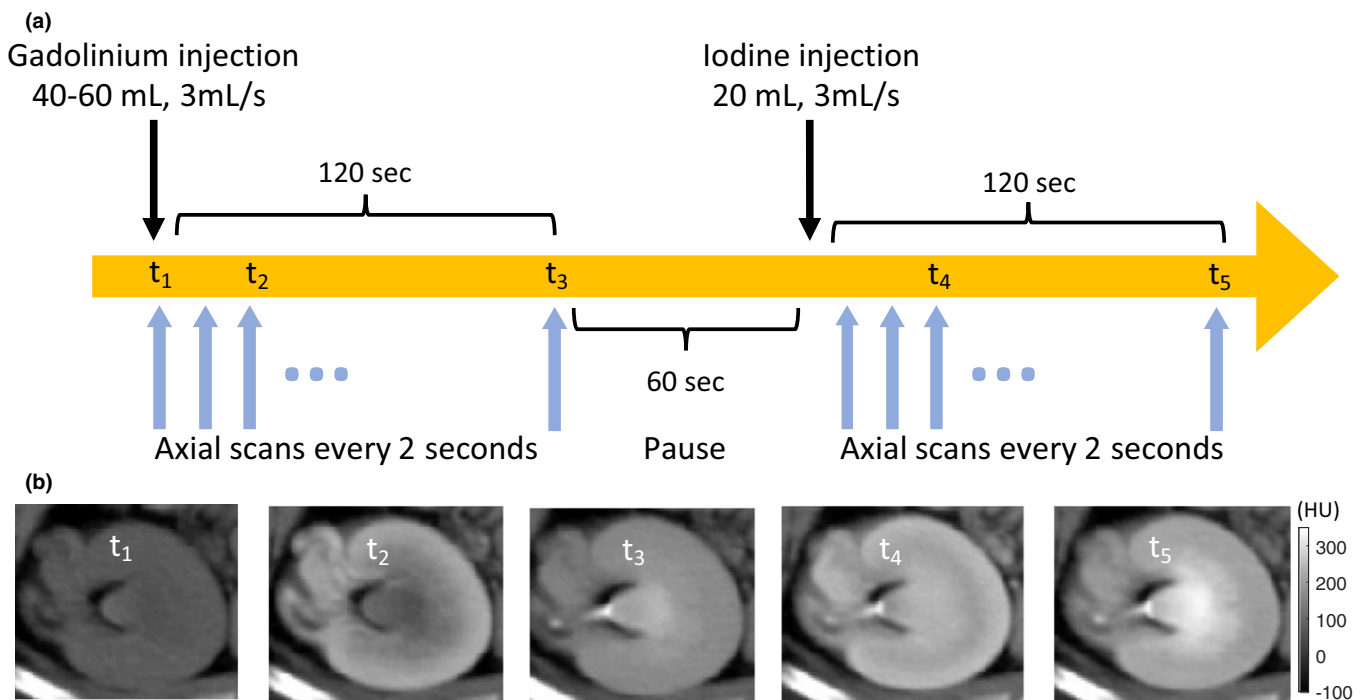 (a)
Gadolinium injection
40-60 mL, 3mL/s
Iodine injection
20 mL, 3mL/s
120 sec
120 sec
t₁
t₂
t₃
t₄
t₅
60 sec
Axial scans every 2 seconds
Pause
Axial scans every 2 seconds
(b)
t₁
t₂
t₃
t₄
t₅
(HU)
300
200
100
0
-100